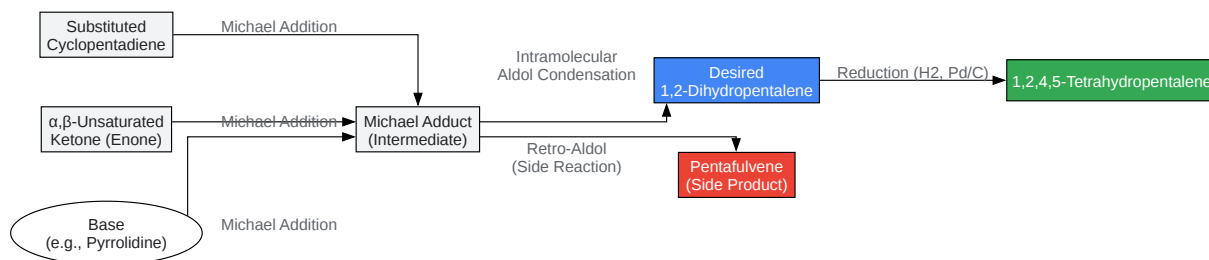 Substituted
Cyclopentadiene
Michael Addition
Intramolecular
Aldol Condensation
Desired
1,2-Dihydropentalene
Reduction (H2, Pd/C)
1,2,4,5-Tetrahydropentalene
α,β-Unsaturated
Ketone (Enone)
Michael Addition
Michael Adduct
(Intermediate)
Retro-Aldol
(Side Reaction)
Pentafulvene
(Side Product)
Base
(e.g., Pyrrolidine)
Michael Addition